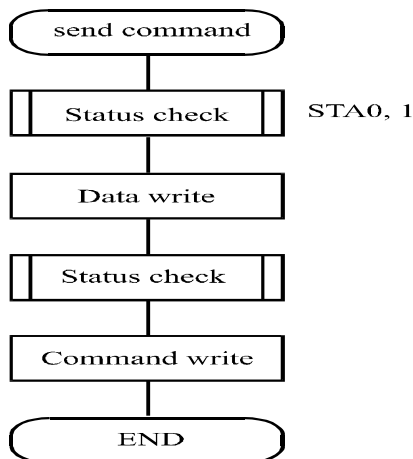 send command
Status check
STA0, 1
Data write
Status check
Command write
END